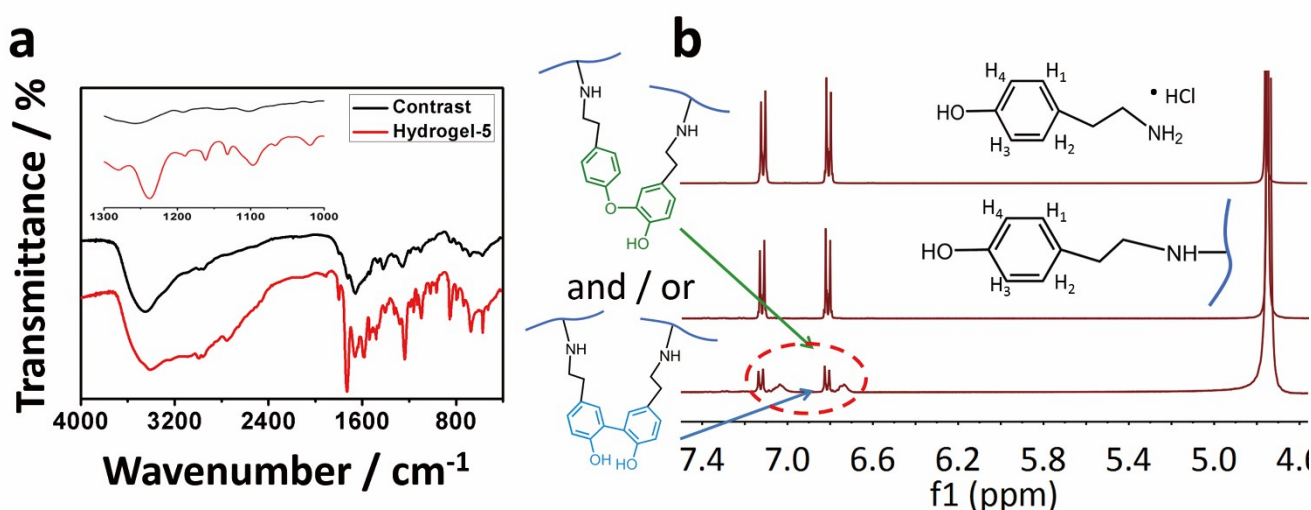 a
Transmittance / %
Contrast
Hydrogel-5
1300 1200 1100 1000
4000 3200 2400 1600 800
Wavenumber / cm⁻¹
NH
NH
O
HO
and / or
NH
NH
OH HO
b
H₄ H₁
• HCl
HO
NH₂
H₃ H₂
H₄ H₁
HO
NH
H₃ H₂
7.4 7.0 6.6 6.2 5.8 5.4 5.0
f1 (ppm)